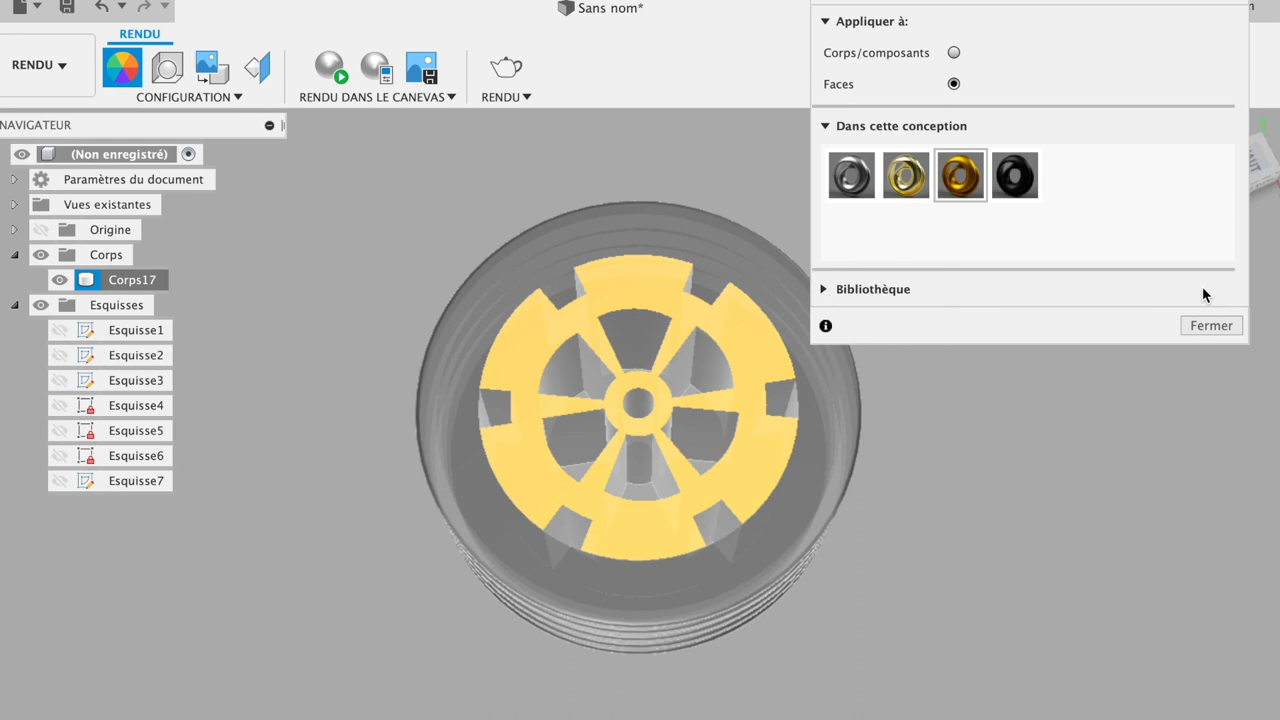 Sans nom*
RENDU
RENDU
CONFIGURATION
RENDU DANS LE CANEVAS
RENDU
NAVIGATEUR
(Non enregistré)
Paramètres du document
Vues existantes
Origine
Corps
Corps17
Esquisses
Esquisse1
Esquisse2
Esquisse3
Esquisse4
Esquisse5
Esquisse6
Esquisse7
Appliquer à:
Corps/composants
Faces
Dans cette conception
Bibliothèque
Fermer